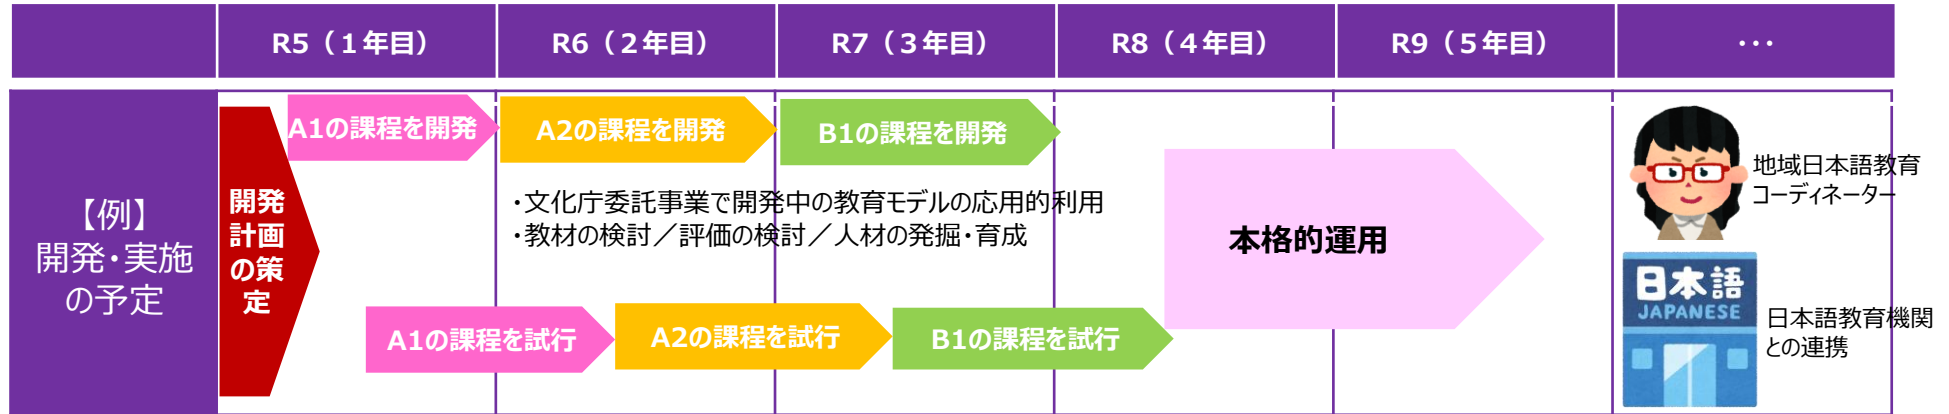 R5（１年目）
R6（２年目）
R7（３年目）
R8（４年目）
R9（５年目）
・・・
【例】
開発・実施
の予定
開発
計画
の策
定
A1の課程を開発
A2の課程を開発
B1の課程を開発
・文化庁委託事業で開発中の教育モデルの応用的利用
・教材の検討／評価の検討／人材の発掘・育成
A1の課程を試行
A2の課程を試行
B1の課程を試行
本格的運用
地域日本語教育
コーディネーター
日本語
JAPANESE
日本語教育機関
との連携